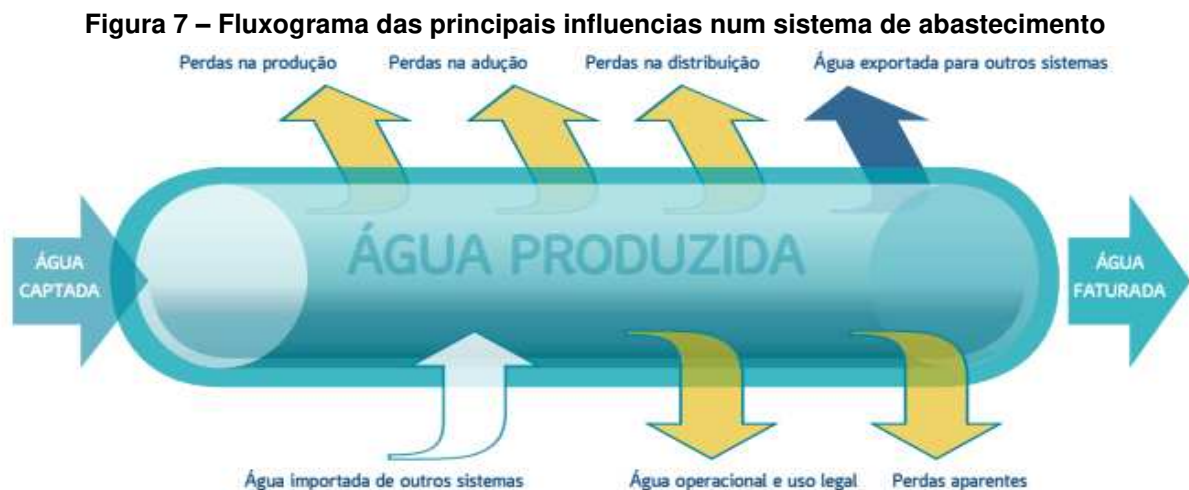 Figura 7 – Fluxograma das principais influencias num sistema de abastecimento
Perdas na produção
Perdas na adução
Perdas na distribuição
Água exportada para outros sistemas
ÁGUA PRODUZIDA
ÁGUA
CAPTADA
ÁGUA
FATURADA
Água importada de outros sistemas
Água operacional e uso legal
Perdas aparentes